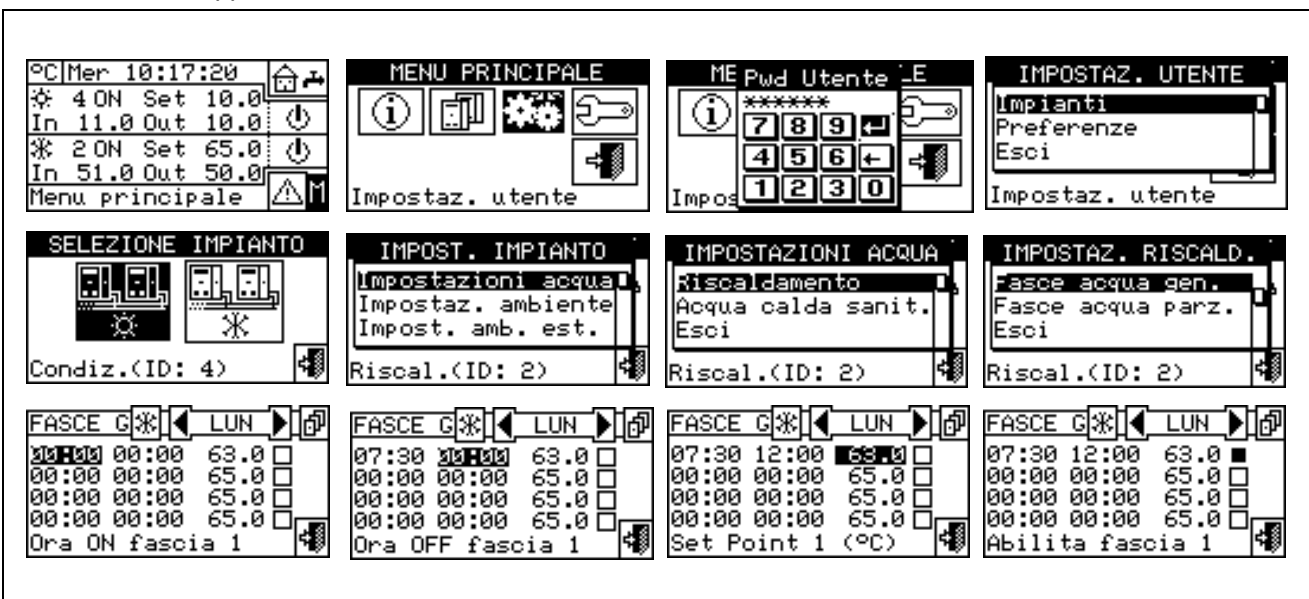 °C Mer 10:17:20
4 ON Set 10.0
In 11.0 Out 10.0
2 ON Set 65.0
In 51.0 Out 50.0
Menu principale M
MENU PRINCIPALE
Impostaz. utente
ME Pwd Utente LE
******
7 8 9
4 5 6
1 2 3 0
Impos
IMPOSTAZ. UTENTE
Impianti
Preferenze
Esci
Impostaz. utente
SELEZIONE IMPIANTO
Condiz.(ID: 4)
IMPOST. IMPIANTO
Impostazioni acqua
Impostaz. ambiente
Impost. amb. est.
Riscal.(ID: 2)
IMPOSTAZIONI ACQUA
Riscaldamento
Acqua calda sanit.
Esci
Riscal.(ID: 2)
IMPOSTAZ. RISCALD.
Fasce acqua gen.
Fasce acqua parz.
Esci
Riscal.(ID: 2)
FASCE G LUN
00:00 00:00 63.0
00:00 00:00 65.0
00:00 00:00 65.0
00:00 00:00 65.0
Ora ON fascia 1
FASCE G LUN
07:30 00:00 63.0
00:00 00:00 65.0
00:00 00:00 65.0
00:00 00:00 65.0
Ora OFF fascia 1
FASCE G LUN
07:30 12:00 63.0
00:00 00:00 65.0
00:00 00:00 65.0
00:00 00:00 65.0
Set Point 1 (°C)
FASCE G LUN
07:30 12:00 63.0
00:00 00:00 65.0
00:00 00:00 65.0
00:00 00:00 65.0
Abilita fascia 1